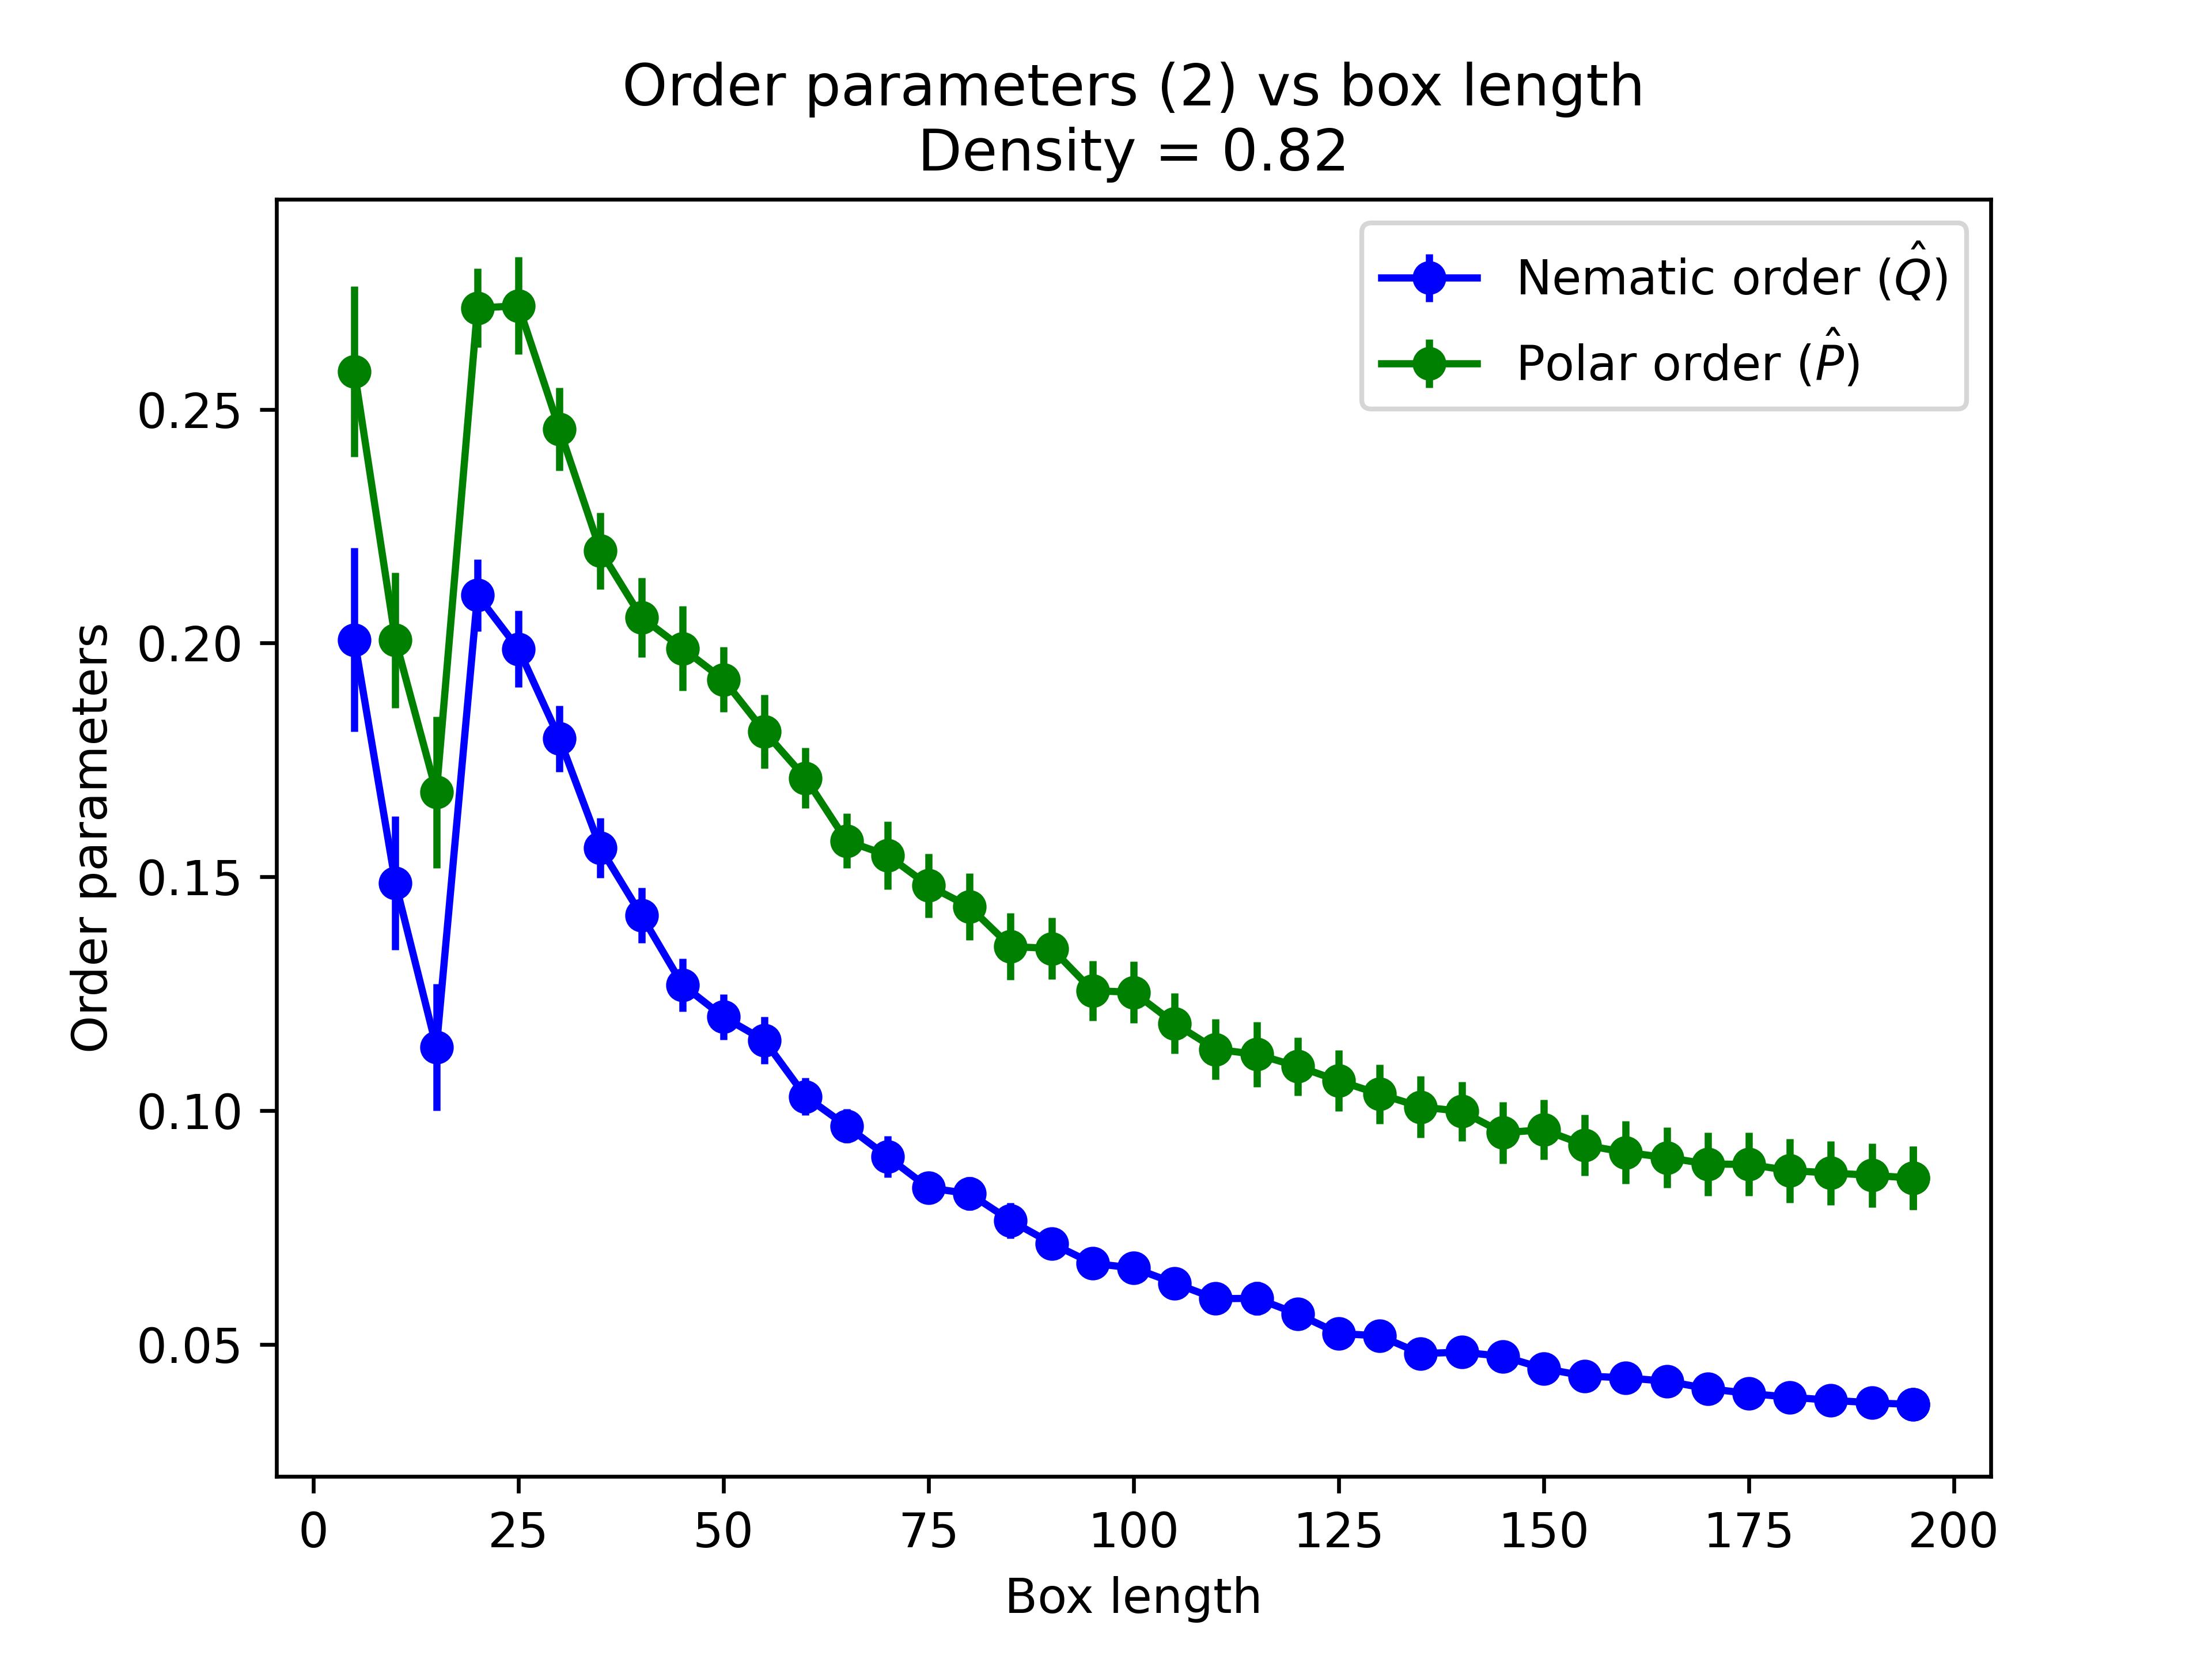 Order parameters (2) vs box length
Density = 0.82
Nematic order (Q̂)
Polar order (P̂)
Order parameters
0.25
0.20
0.15
0.10
0.05
0 25 50 75 100 125 150 175 200
Box length